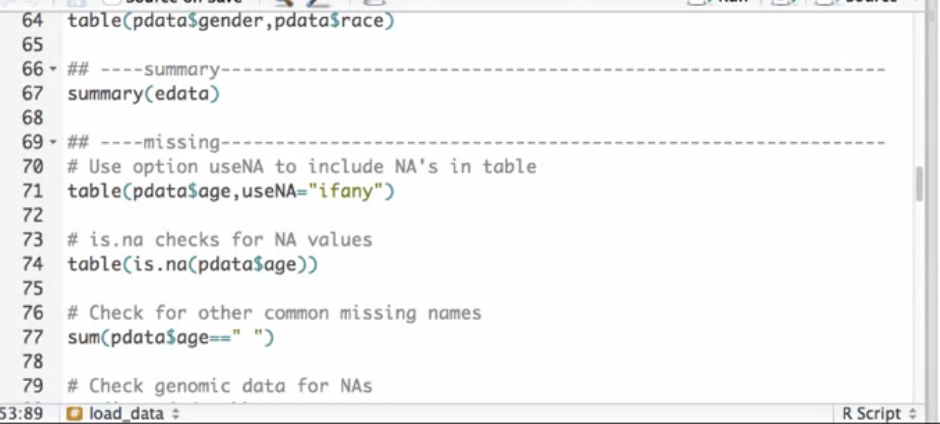 Source on Save Run Source
64 table(pdata$gender,pdata$race)
65
66 ## ----summary--------------------------------------------------------------
67 summary(edata)
68
69 ## ----missing--------------------------------------------------------------
70 # Use option useNA to include NA's in table
71 table(pdata$age,useNA="ifany")
72
73 # is.na checks for NA values
74 table(is.na(pdata$age))
75
76 # Check for other common missing names
77 sum(pdata$age==" ")
78
79 # Check genomic data for NAs
53:89 load_data R Script